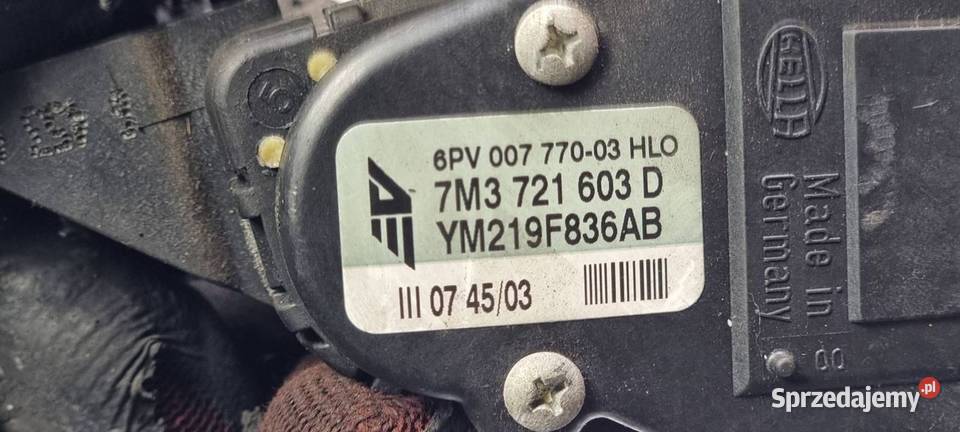 6PV 007 770-03 HLO
7M3 721 603 D
YM219F836AB
III 07 45/03
HELLA
Made in
Germany
8
Sprzedajemy.pl